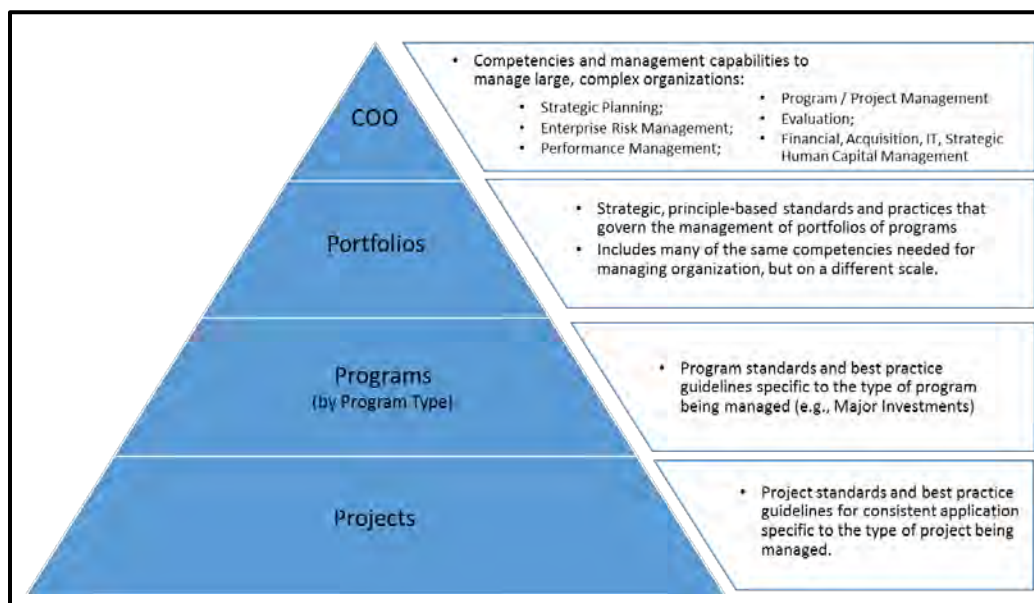 COO
• Competencies and management capabilities to
manage large, complex organizations:
• Strategic Planning;
• Enterprise Risk Management;
• Performance Management;
• Program / Project Management
• Evaluation;
• Financial, Acquisition, IT, Strategic
Human Capital Management
Portfolios
• Strategic, principle-based standards and practices that
govern the management of portfolios of programs
• Includes many of the same competencies needed for
managing organization, but on a different scale.
Programs
(by Program Type)
• Program standards and best practice
guidelines specific to the type of program
being managed (e.g., Major Investments)
Projects
• Project standards and best practice
guidelines for consistent application
specific to the type of project being
managed.